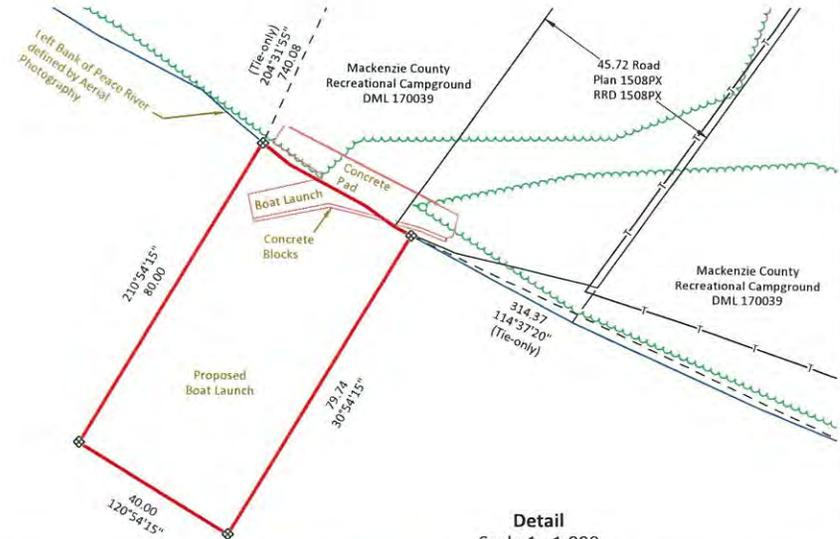 Left Bank of Peace River
defined by Aerial
Photography
(Tie-only)
204°31'55"
740.08
Mackenzie County
Recreational Campground
DML 170039
45.72 Road
Plan 1508PX
RRD 1508PX
Concrete
Pad
Boat Launch
Concrete
Blocks
210°54'15"
80.00
Mackenzie County
Recreational Campground
DML 170039
314.37
114°37'20"
(Tie-only)
Proposed
Boat Launch
79.74
30°54'15"
40.00
120°54'15"
T
T
T
T
T
T
T
T
Detail